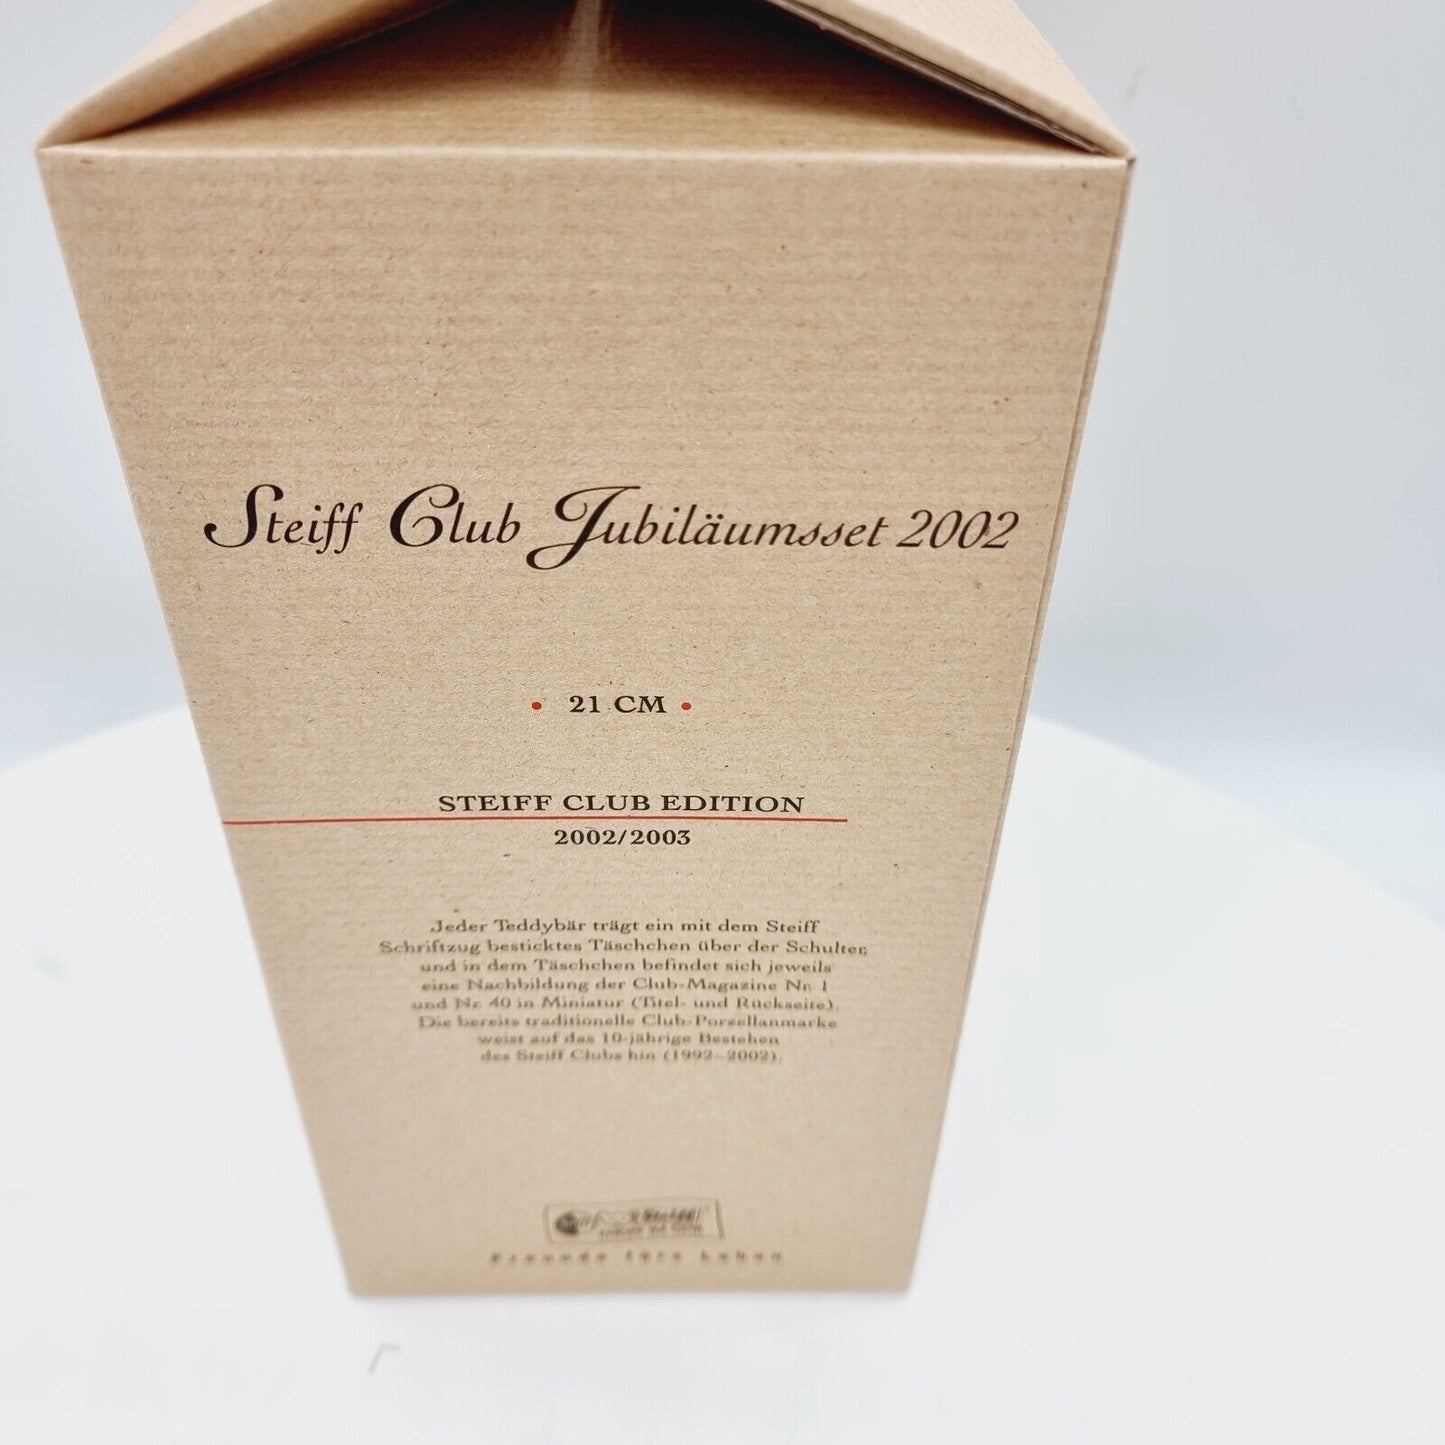 Steiff Club Jubiläumsset 2002
• 21 CM •
STEIFF CLUB EDITION
2002/2003
Jeder Teddybär trägt ein mit dem Steiff
Schriftzug besticktes Täschchen über der Schulter,
und in dem Täschchen befindet sich jeweils
eine Nachbildung der Club-Magazine Nr. 1
und Nr. 40 in Miniatur (Titel- und Rückseite).
Die bereits traditionelle Club-Porzellanmarke
weist auf das 10-jährige Bestehen
des Steiff Clubs hin (1992–2002).
Steiff
Freunde fürs Leben